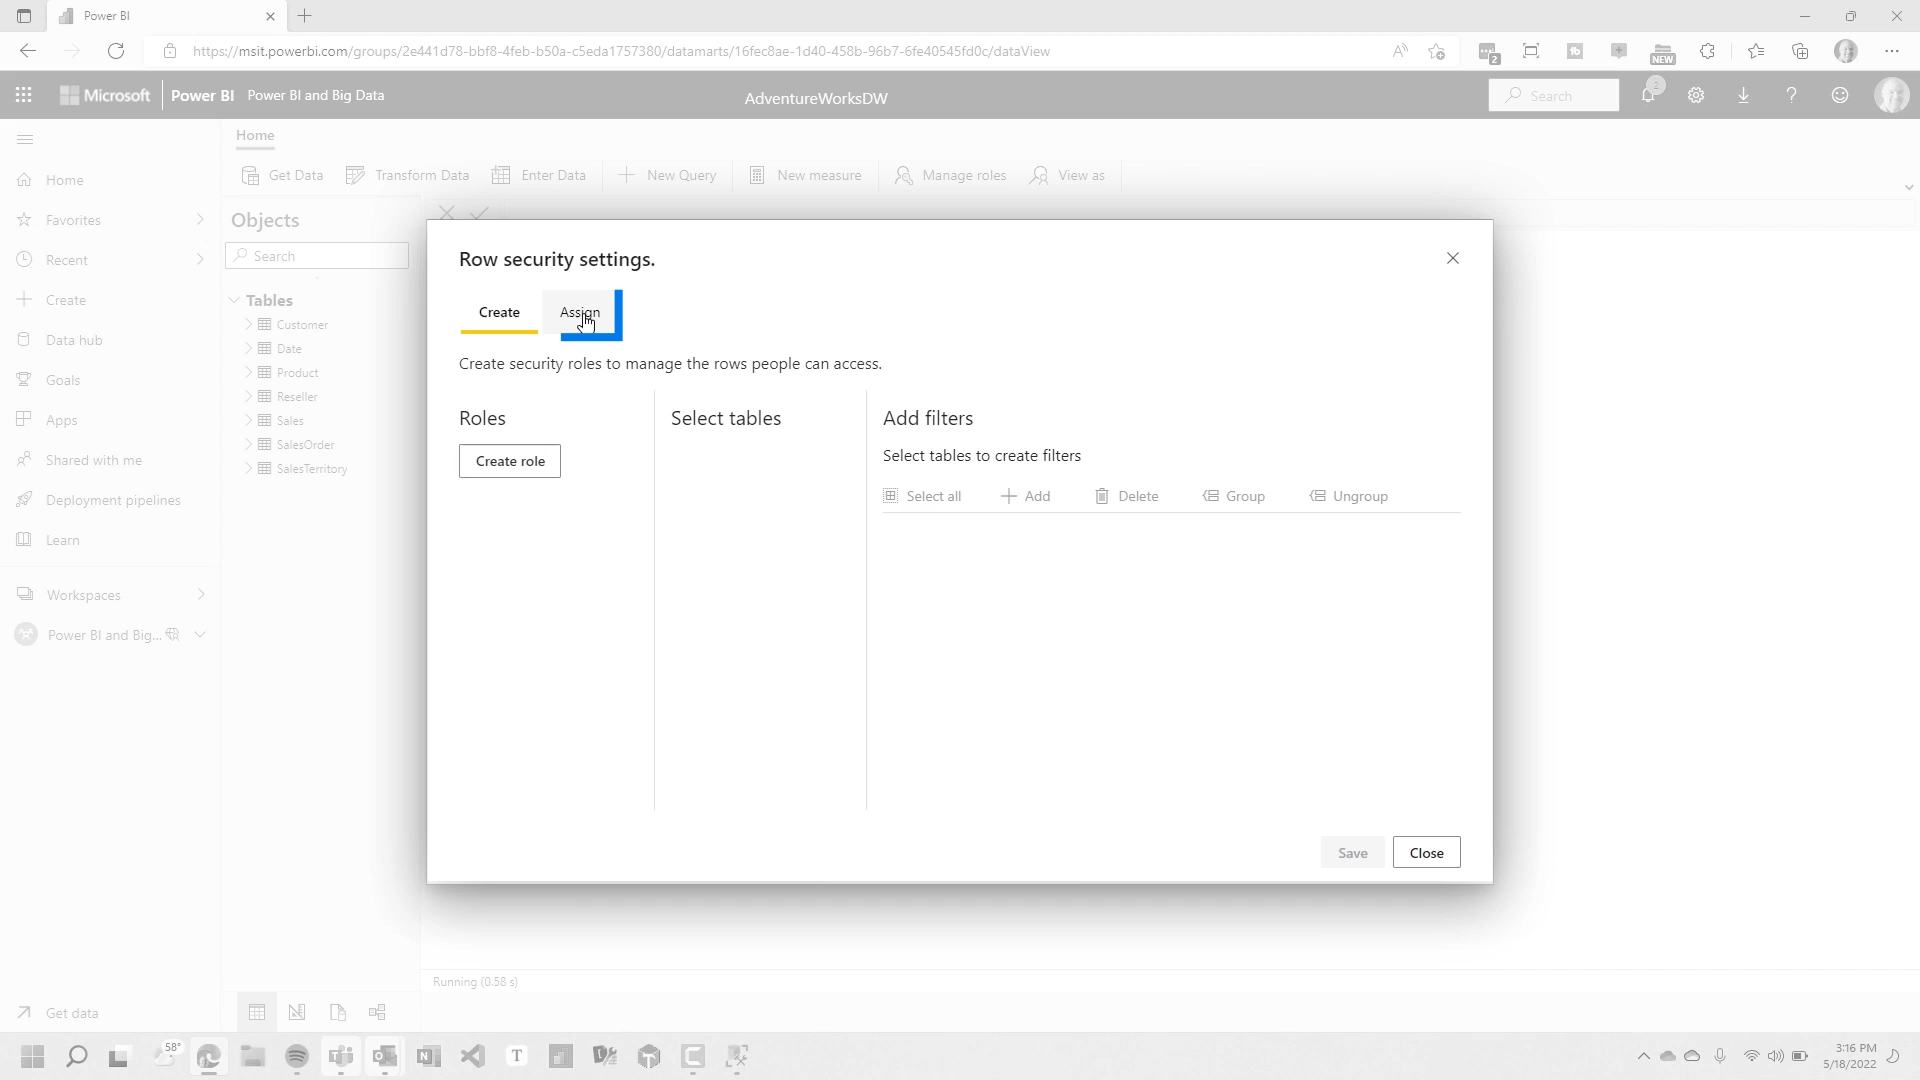 Power BI
https://msit.powerbi.com/groups/2e441d78-bbf8-4feb-b50a-c5eda1757380/datamarts/16fec8ae-1d40-458b-96b7-6fe40545fd0c/dataView
2
NEW
Microsoft
Power BI
Power BI and Big Data
AdventureWorksDW
Search
2
Home
Get Data
Transform Data
Enter Data
New Query
New measure
Manage roles
View as
Home
Favorites
Recent
Create
Data hub
Goals
Apps
Shared with me
Deployment pipelines
Learn
Workspaces
Power BI and Big...
Get data
Objects
Search
Tables
Customer
Date
Product
Reseller
Sales
SalesOrder
SalesTerritory
Row security settings.
Create
Assign
Create security roles to manage the rows people can access.
Roles
Create role
Select tables
Add filters
Select tables to create filters
Select all
Add
Delete
Group
Ungroup
Save
Close
Running (0.58 s)
58°
3:16 PM
5/18/2022